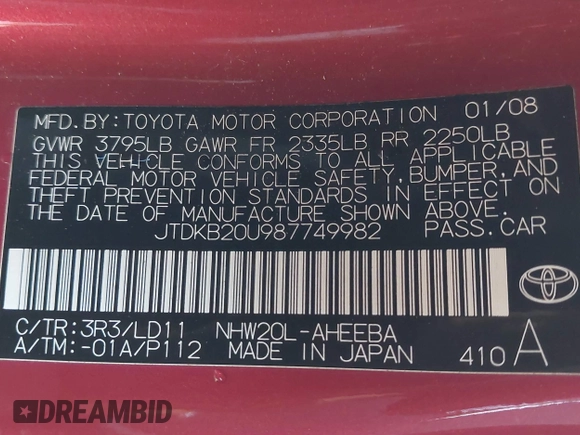 MFD.BY:TOYOTA MOTOR CORPORATION 01/08
GVWR 3795LB GAWR FR 2335LB RR 2250LB
THIS VEHICLE CONFORMS TO ALL APPLICABLE
FEDERAL MOTOR VEHICLE SAFETY, BUMPER, AND
THEFT PREVENTION STANDARDS IN EFFECT ON
THE DATE OF MANUFACTURE SHOWN ABOVE.
JTDKB20U987749982 PASS.CAR
C/TR:3R3/LD11 NHW20L-AHEEBA
A/TM:-01A/P112 MADE IN JAPAN 410 A
DREAMBID